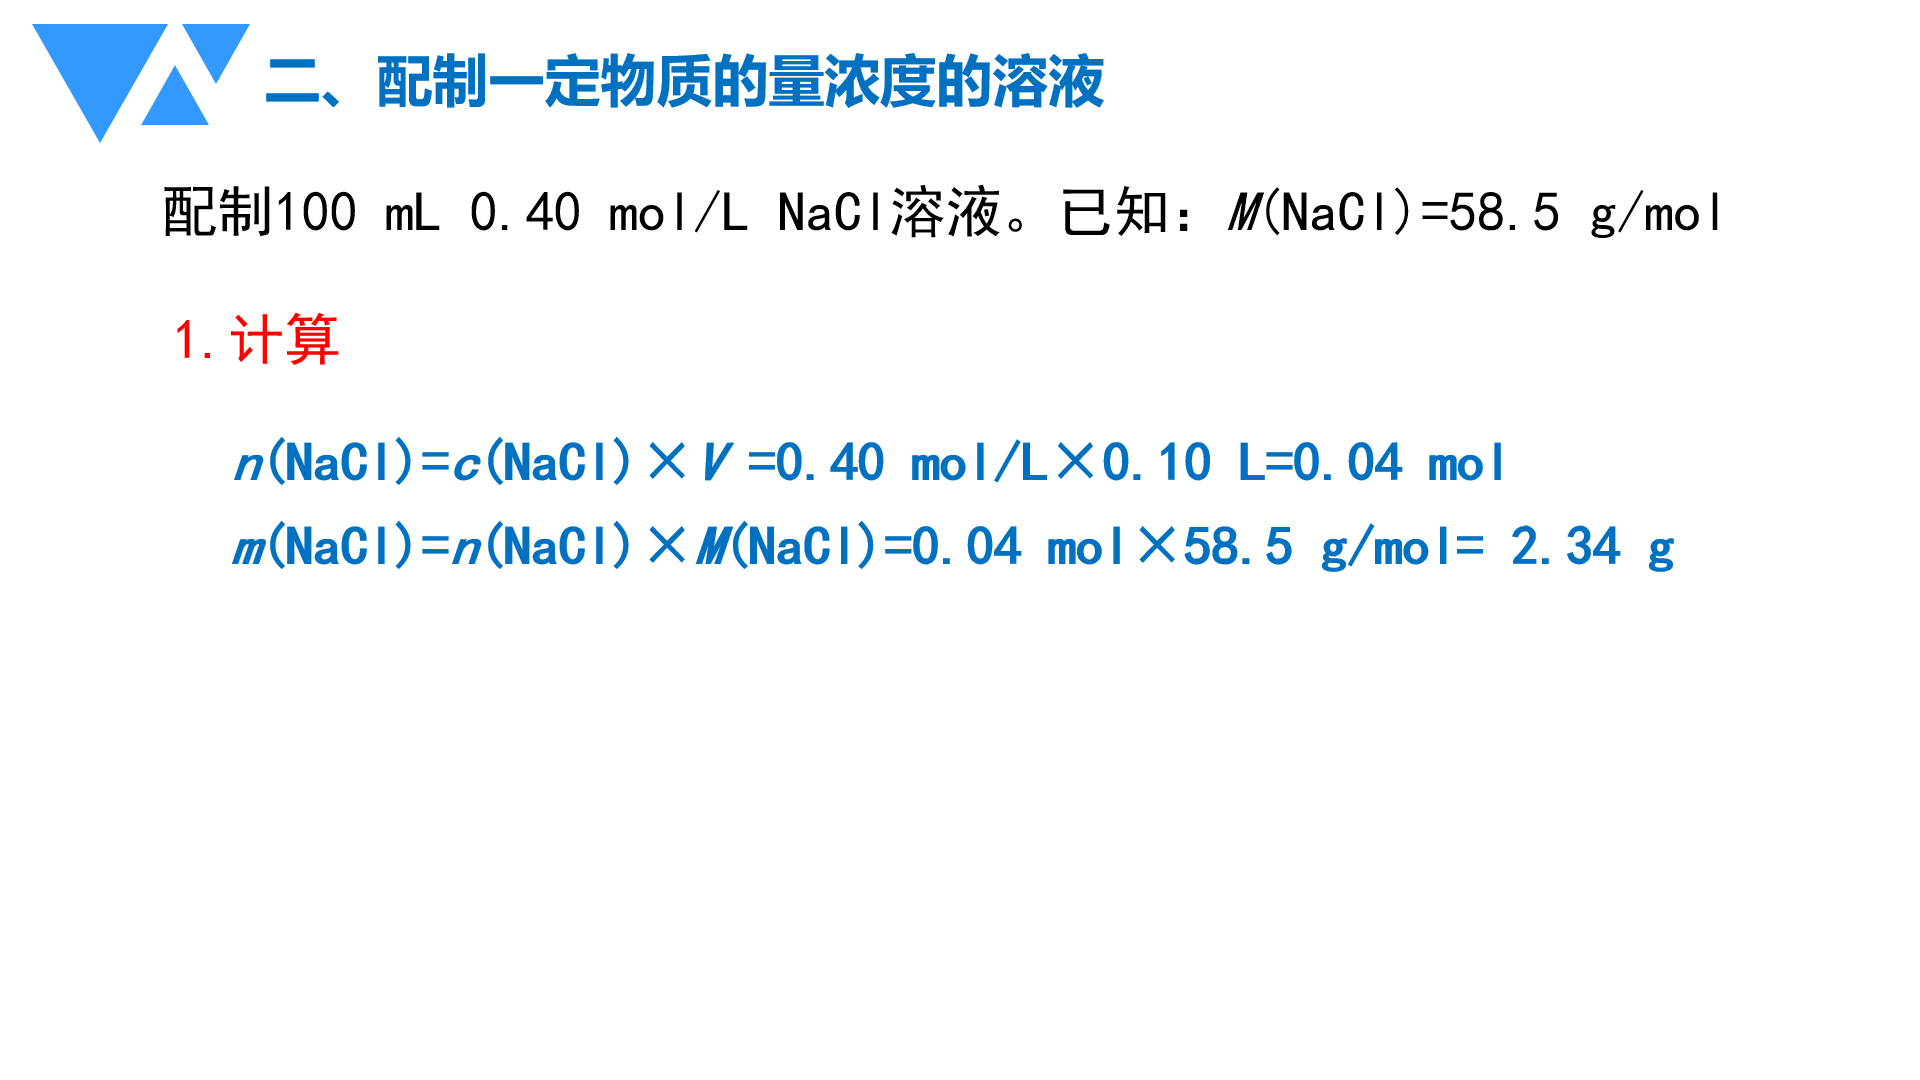 二、配制一定物质的量浓度的溶液
配制100 mL 0.40 mol/L NaCl溶液。已知：M(NaCl)=58.5 g/mol
1.计算
n(NaCl)=c(NaCl)×V =0.40 mol/L×0.10 L=0.04 mol
m(NaCl)=n(NaCl)×M(NaCl)=0.04 mol×58.5 g/mol= 2.34 g